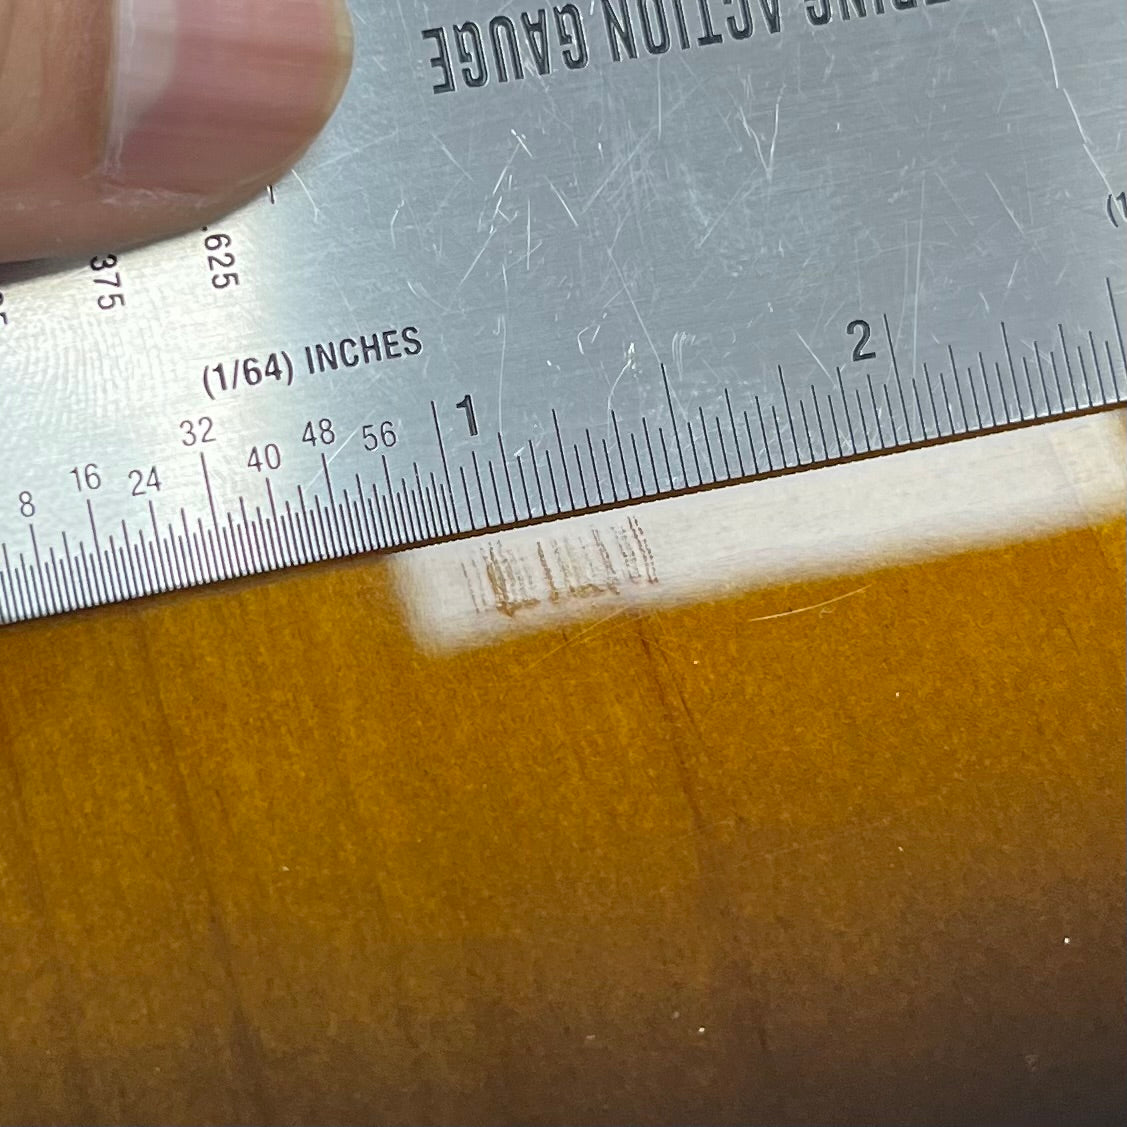 STRING ACTION GAUGE
.625
.375
(1/64) INCHES
8 16 24 32 40 48 56 1 2